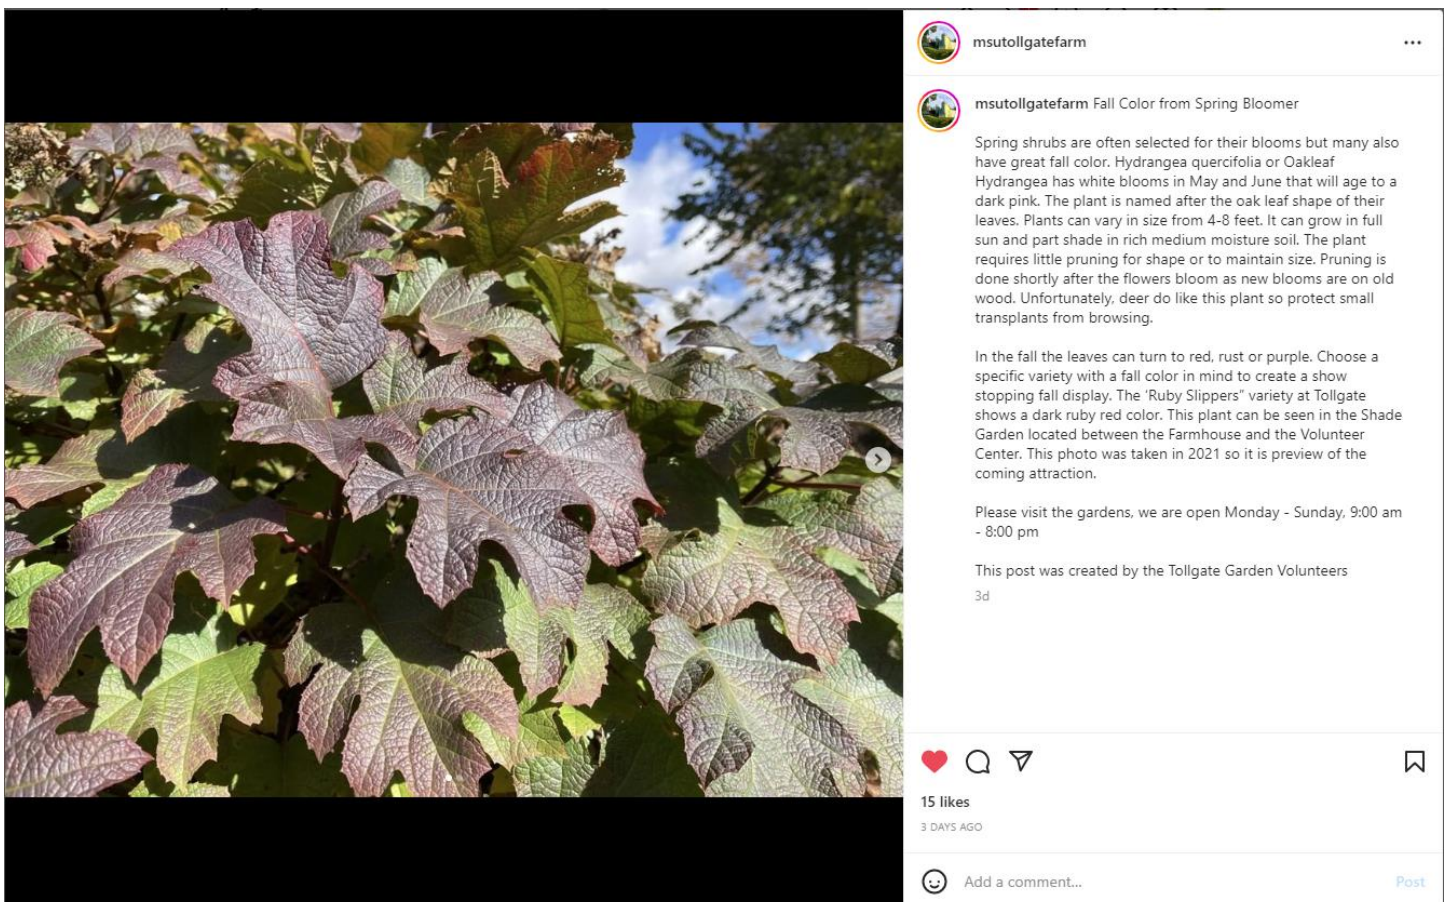 msutollgatefarm
msutollgatefarm Fall Color from Spring Bloomer
Spring shrubs are often selected for their blooms but many also
have great fall color. Hydrangea quercifolia or Oakleaf
Hydrangea has white blooms in May and June that will age to a
dark pink. The plant is named after the oak leaf shape of their
leaves. Plants can vary in size from 4-8 feet. It can grow in full
sun and part shade in rich medium moisture soil. The plant
requires little pruning for shape or to maintain size. Pruning is
done shortly after the flowers bloom as new blooms are on old
wood. Unfortunately, deer do like this plant so protect small
transplants from browsing.
In the fall the leaves can turn to red, rust or purple. Choose a
specific variety with a fall color in mind to create a show
stopping fall display. The ‘Ruby Slippers” variety at Tollgate
shows a dark ruby red color. This plant can be seen in the Shade
Garden located between the Farmhouse and the Volunteer
Center. This photo was taken in 2021 so it is preview of the
coming attraction.
Please visit the gardens, we are open Monday - Sunday, 9:00 am
- 8:00 pm
This post was created by the Tollgate Garden Volunteers
3d
15 likes
3 DAYS AGO
Add a comment...
Post